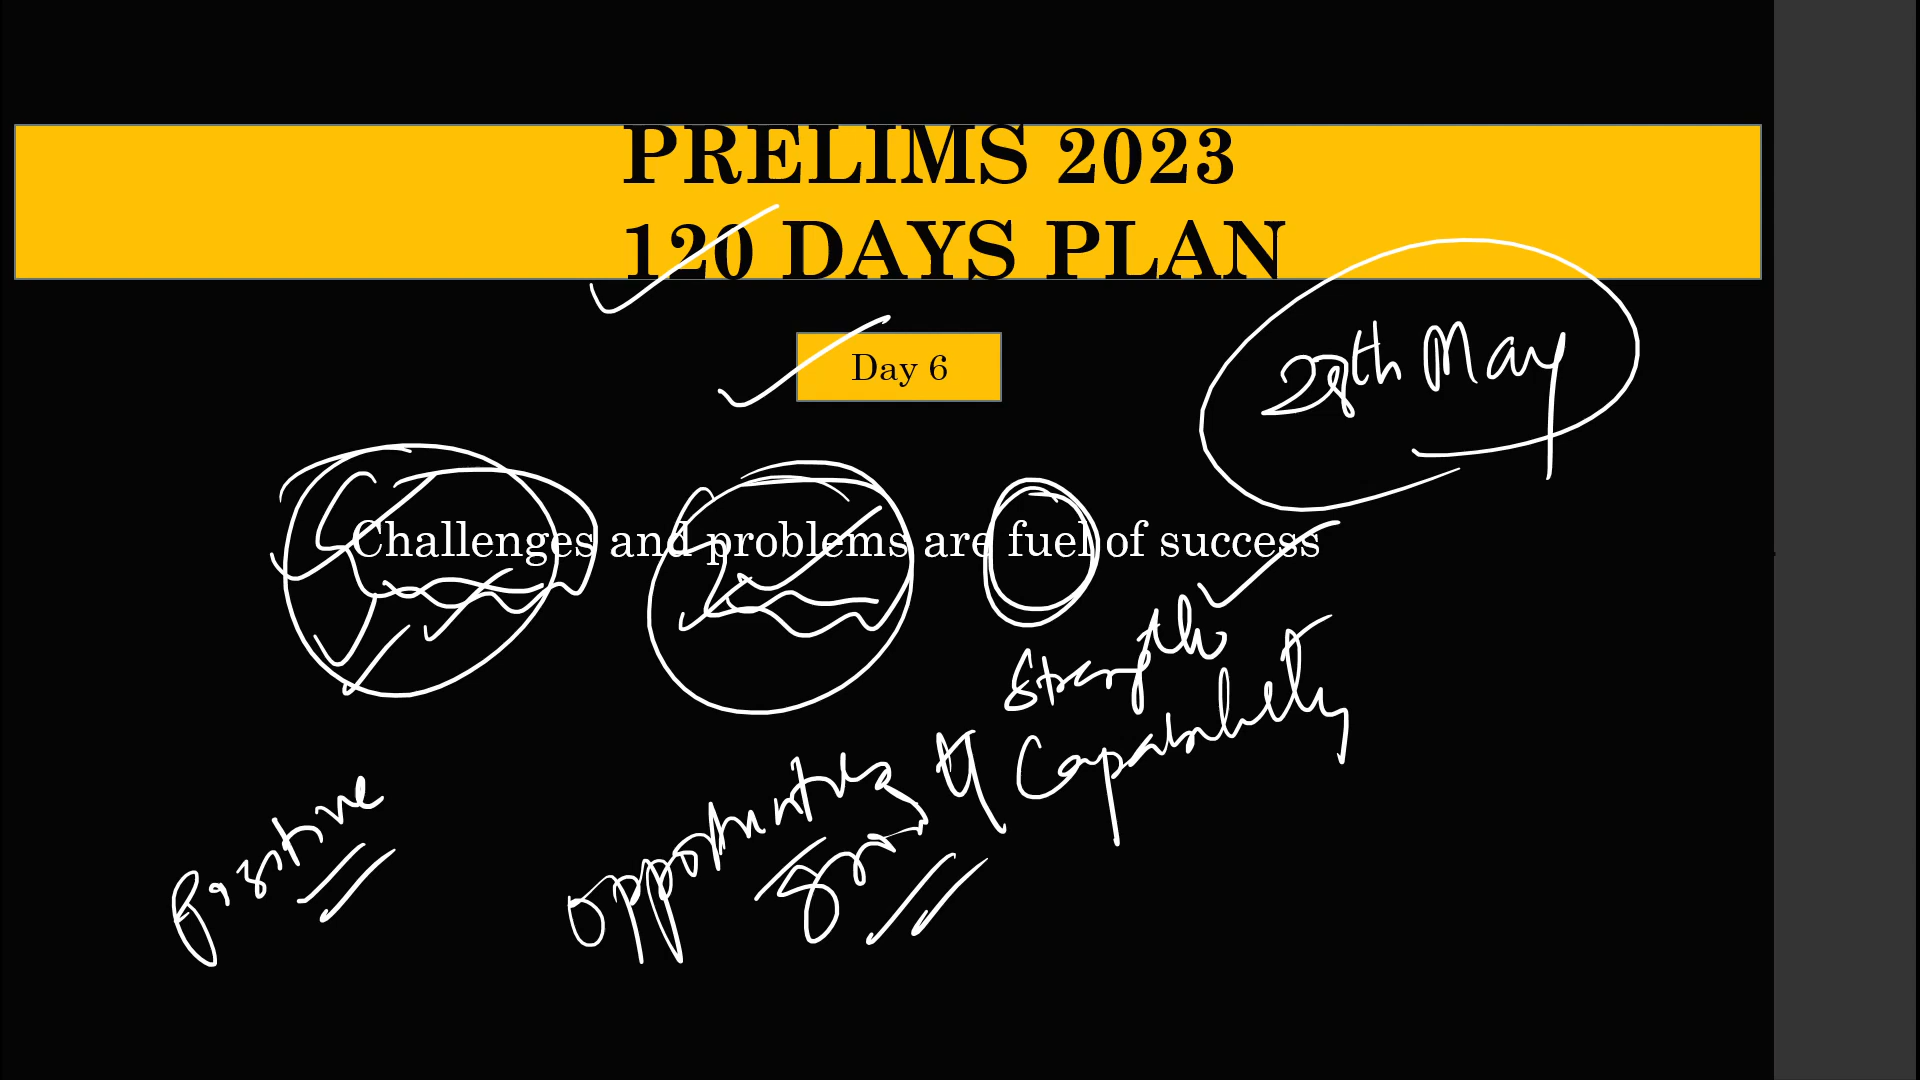 PRELIMS 2023
120 DAYS PLAN
Day 6
28th May
Challenges and problems are fuel of success
Strength
Capability
Positive
Opportunities